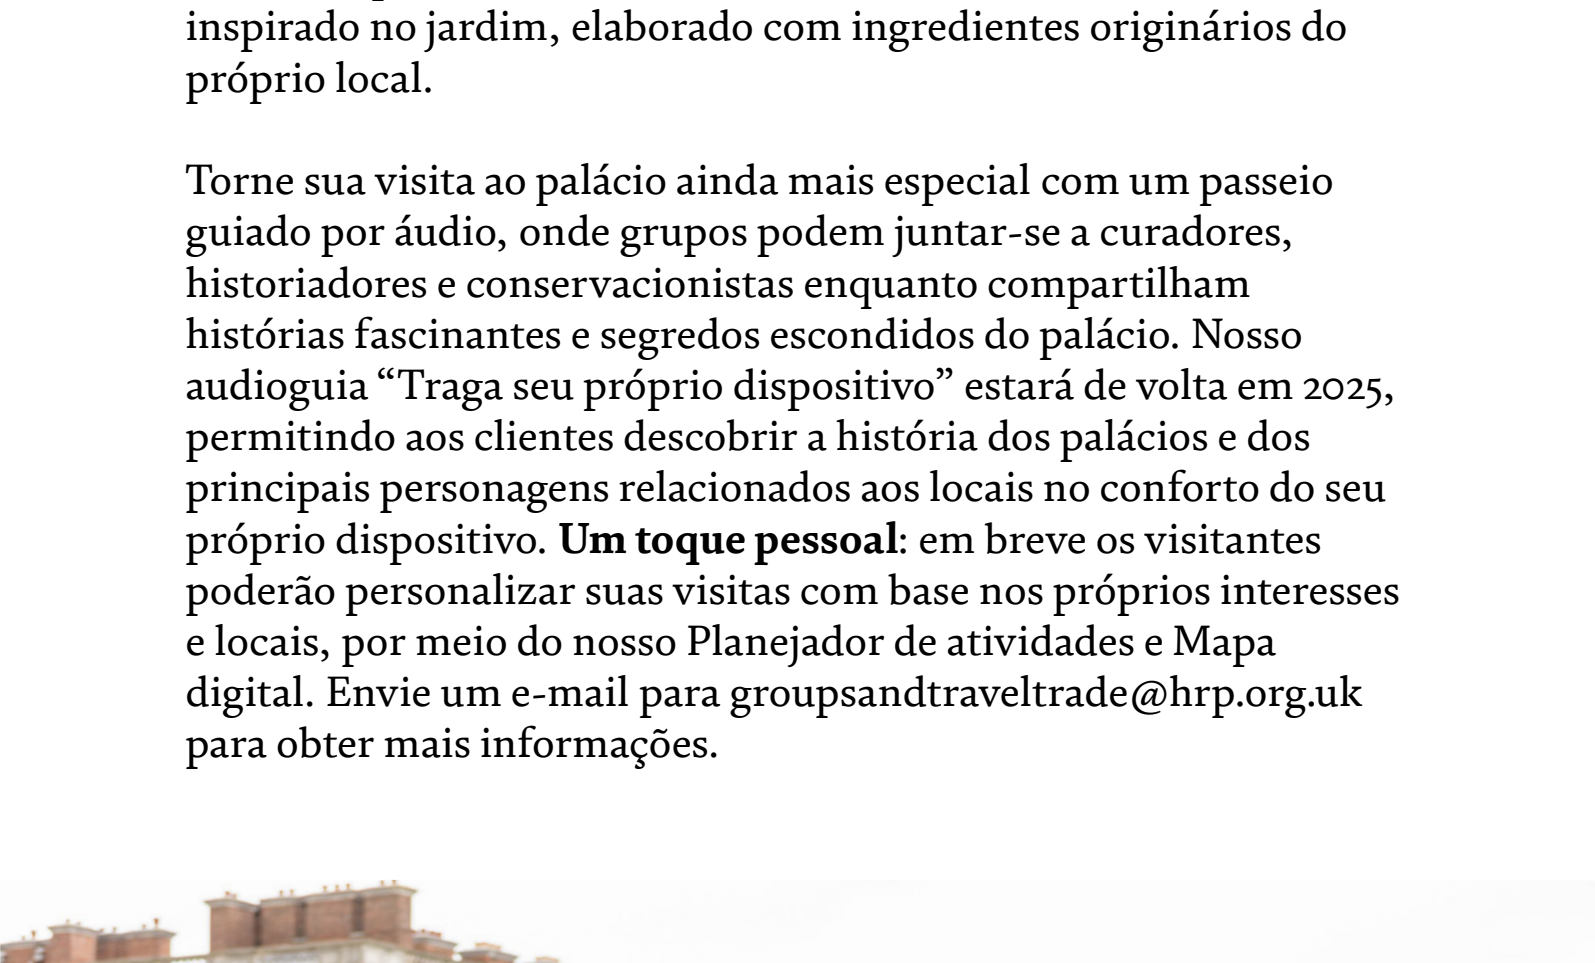 inspirado no jardim, elaborado com ingredientes originários do
próprio local.
Torne sua visita ao palácio ainda mais especial com um passeio
guiado por áudio, onde grupos podem juntar-se a curadores,
historiadores e conservacionistas enquanto compartilham
histórias fascinantes e segredos escondidos do palácio. Nosso
audioguia “Traga seu próprio dispositivo” estará de volta em 2025,
permitindo aos clientes descobrir a história dos palácios e dos
principais personagens relacionados aos locais no conforto do seu
próprio dispositivo. Um toque pessoal: em breve os visitantes
poderão personalizar suas visitas com base nos próprios interesses
e locais, por meio do nosso Planejador de atividades e Mapa
digital. Envie um e-mail para groupsandtraveltrade@hrp.org.uk
para obter mais informações.